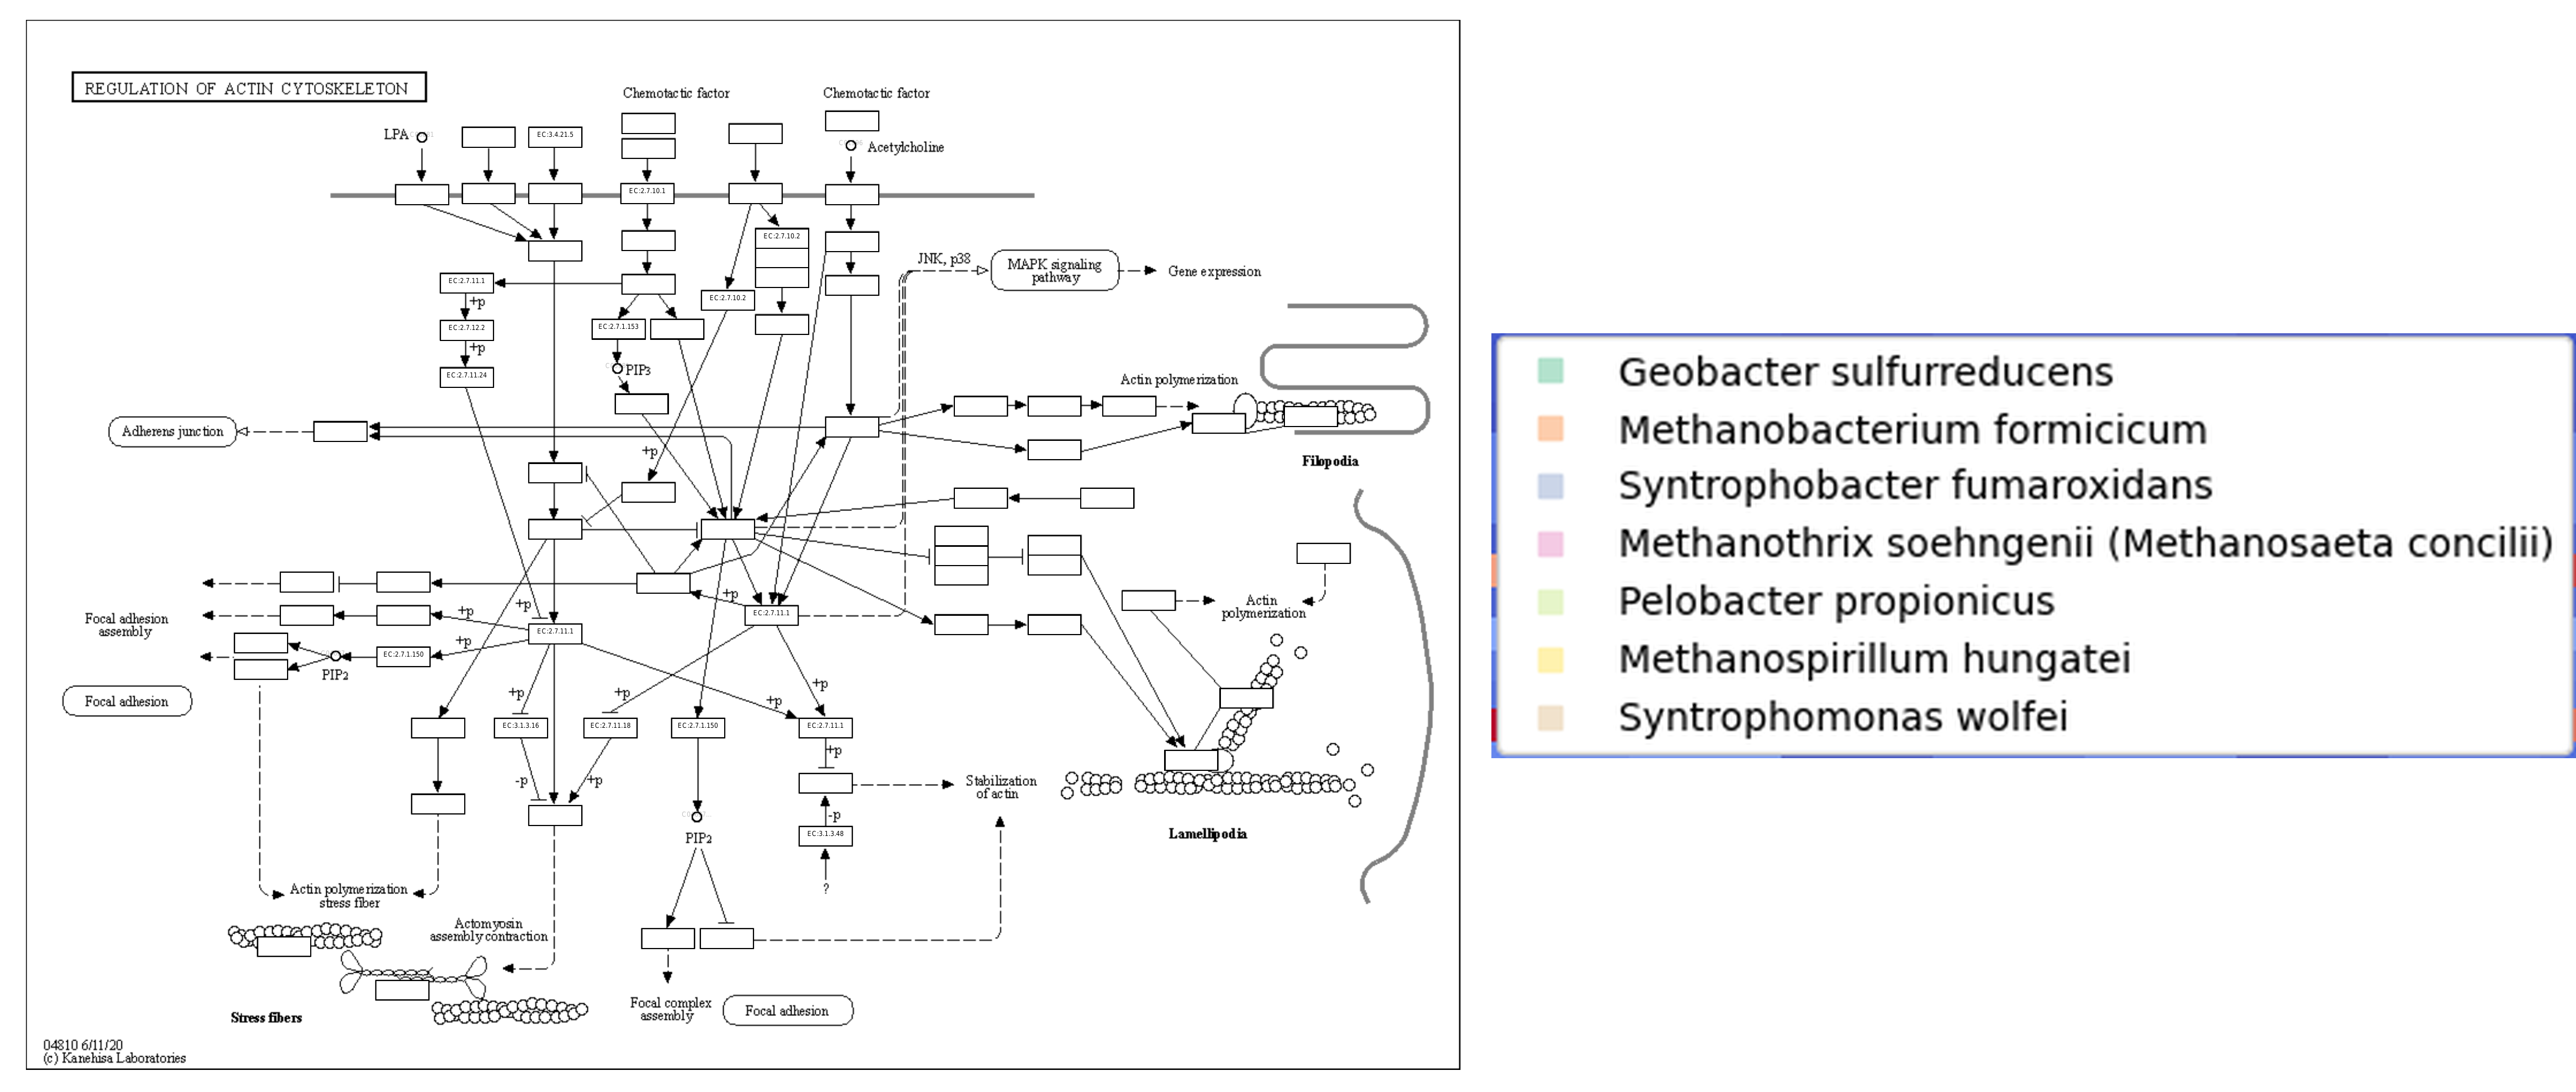 REGULATION OF ACTIN CYTOSKELETON
Chemotactic factor
Chemotactic factor
LPA
EC:3.4.21.5
Acetylcholine
EC:2.7.10.1
EC:2.7.10.2
EC:2.7.11.1
+p
EC:2.7.12.2
+p
EC:2.7.11.24
EC:2.7.10.2
EC:2.7.1.153
PIP3
JNK, p38
MAPK signaling
pathway
Gene expression
Actin polymerization
Adherens junction
Filopodia
+p
+p
+p
EC:2.7.11.1
Focal adhesion
assembly
+p
+p
EC:2.7.11.1
EC:2.7.1.150
PIP2
Focal adhesion
Actin
polymerization
+p
+p
+p
+p
EC:3.1.3.16
EC:2.7.11.18
EC:2.7.1.150
EC:2.7.11.1
+p
-p
+p
Stabilization
of actin
-p
EC:3.1.3.48
PIP2
?
Lamellipodia
Actin polymerization
stress fiber
Actomyosin
assembly contraction
Stress fibers
Focal complex
assembly
Focal adhesion
04810 6/11/20
(c) Kanehisa Laboratories
Geobacter sulfurreducens
Methanobacterium formicicum
Syntrophobacter fumaroxidans
Methanothrix soehngenii (Methanosaeta concilii)
Pelobacter propionicus
Methanospirillum hungatei
Syntrophomonas wolfei